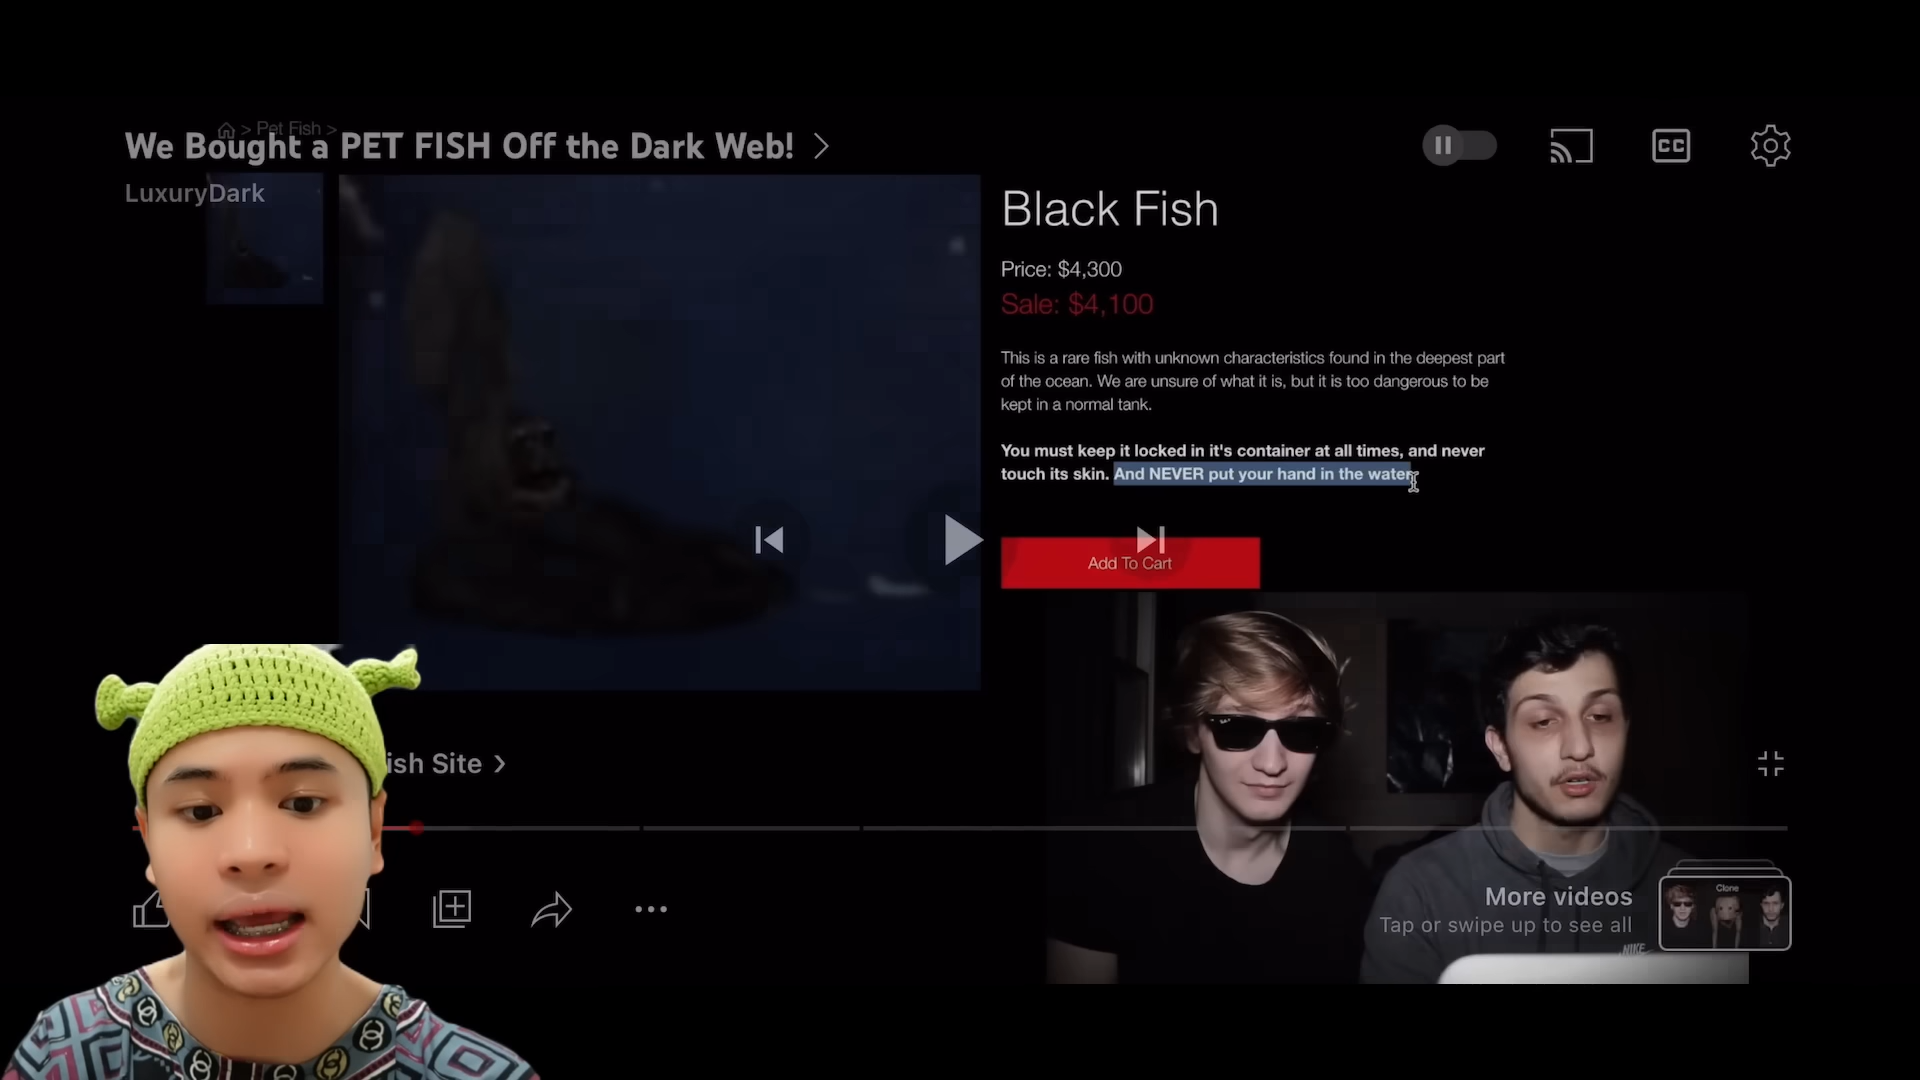 > Pet Fish >
We Bought a PET FISH Off the Dark Web!
LuxuryDark
CC
Black Fish
Price: $4,300
Sale: $4,100
This is a rare fish with unknown characteristics found in the deepest part
of the ocean. We are unsure of what it is, but it is too dangerous to be
kept in a normal tank.
You must keep it locked in it's container at all times, and never
touch its skin. And NEVER put your hand in the water.
Add To Cart
ish Site >
More videos
Tap or swipe up to see all
Clone
NIKE